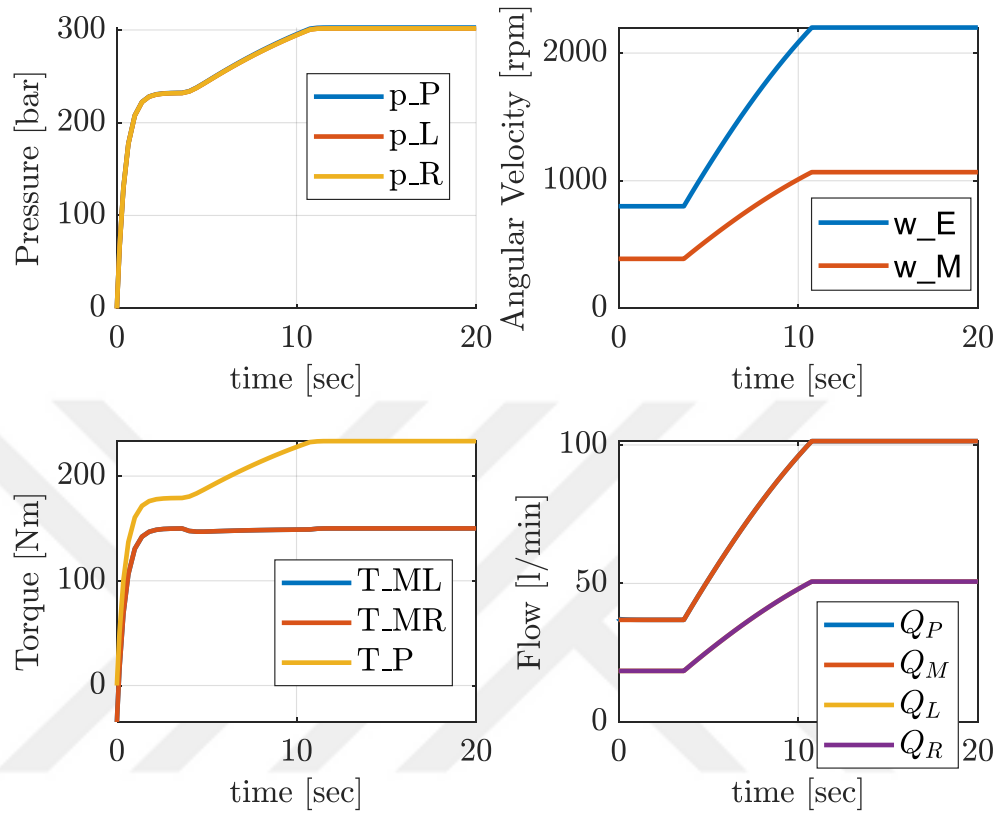 Pressure [bar]
300
200
100
0
p_P
p_L
p_R
0
10
20
time [sec]
Angular Velocity [rpm]
2000
1000
0
w_E
w_M
0
10
20
time [sec]
Torque [Nm]
200
100
0
T_ML
T_MR
T_P
0
10
20
time [sec]
Flow [l/min]
100
50
0
Q_P
Q_M
Q_L
Q_R
0
10
20
time [sec]